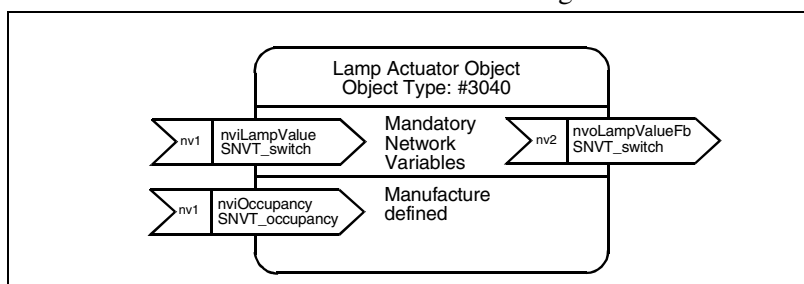 Lamp Actuator Object
Object Type: #3040
nv1
nviLampValue
SNVT_switch
Mandatory
Network
Variables
nv2
nvoLampValueFb
SNVT_switch
nv1
nviOccupancy
SNVT_occupancy
Manufacture
defined